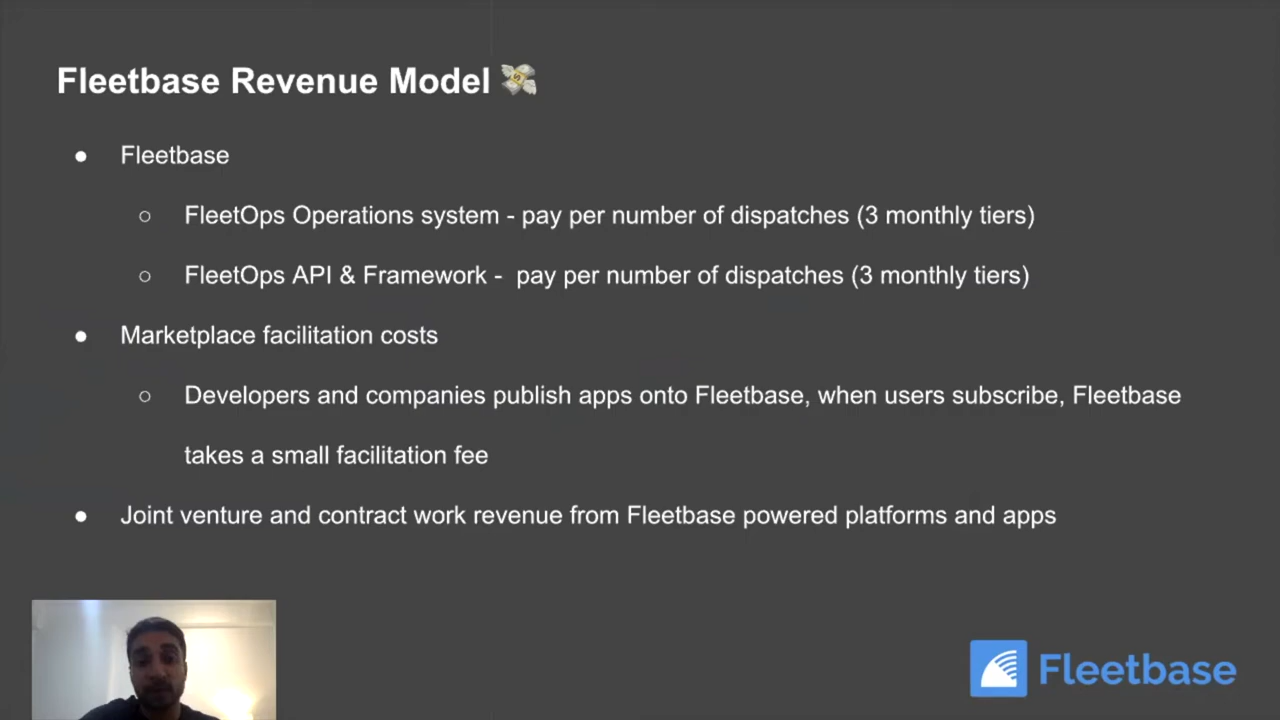 Fleetbase Revenue Model 💸
● Fleetbase
○ FleetOps Operations system - pay per number of dispatches (3 monthly tiers)
○ FleetOps API & Framework -  pay per number of dispatches (3 monthly tiers)
● Marketplace facilitation costs
○ Developers and companies publish apps onto Fleetbase, when users subscribe, Fleetbase
takes a small facilitation fee
● Joint venture and contract work revenue from Fleetbase powered platforms and apps
Fleetbase